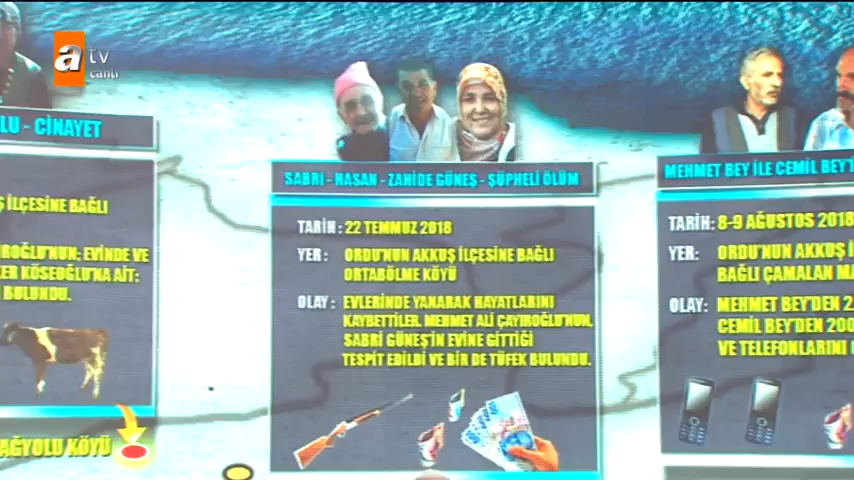 atv
canlı
LU - CİNAYET
İLÇESİNE BAĞLI
IROĞLU'NUN; EVİNDE VE
KER KÖSEOĞLU'NA AİT;
BULUNDU.
AĞYOLU KÖYÜ
SABRİ - HASAN - ZAHİDE GÜNEŞ - ŞÜPHELİ ÖLÜM
TARİH : 22 TEMMUZ 2018
YER : ORDU'NUN AKKUŞ İLÇESİNE BAĞLI
ORTABÖLME KÖYÜ
OLAY : EVLERİNDE YANARAK HAYATLARINI
KAYBETTİLER. MEHMET ALİ ÇAYIROĞLU'NUN,
SABRİ GÜNEŞ'İN EVİNE GİTTİĞİ
TESPİT EDİLDİ VE BİR DE TÜFEK BULUNDU.
MEHMET BEY İLE CEMİL BEY'İ
TARİH: 8-9 AĞUSTOS 2018
YER: ORDU'NUN AKKUŞ İLÇESİ
BAĞLI ÇAMALAN MA
OLAY: MEHMET BEY'DEN 2.
CEMİL BEY'DEN 200
VE TELEFONLARINI